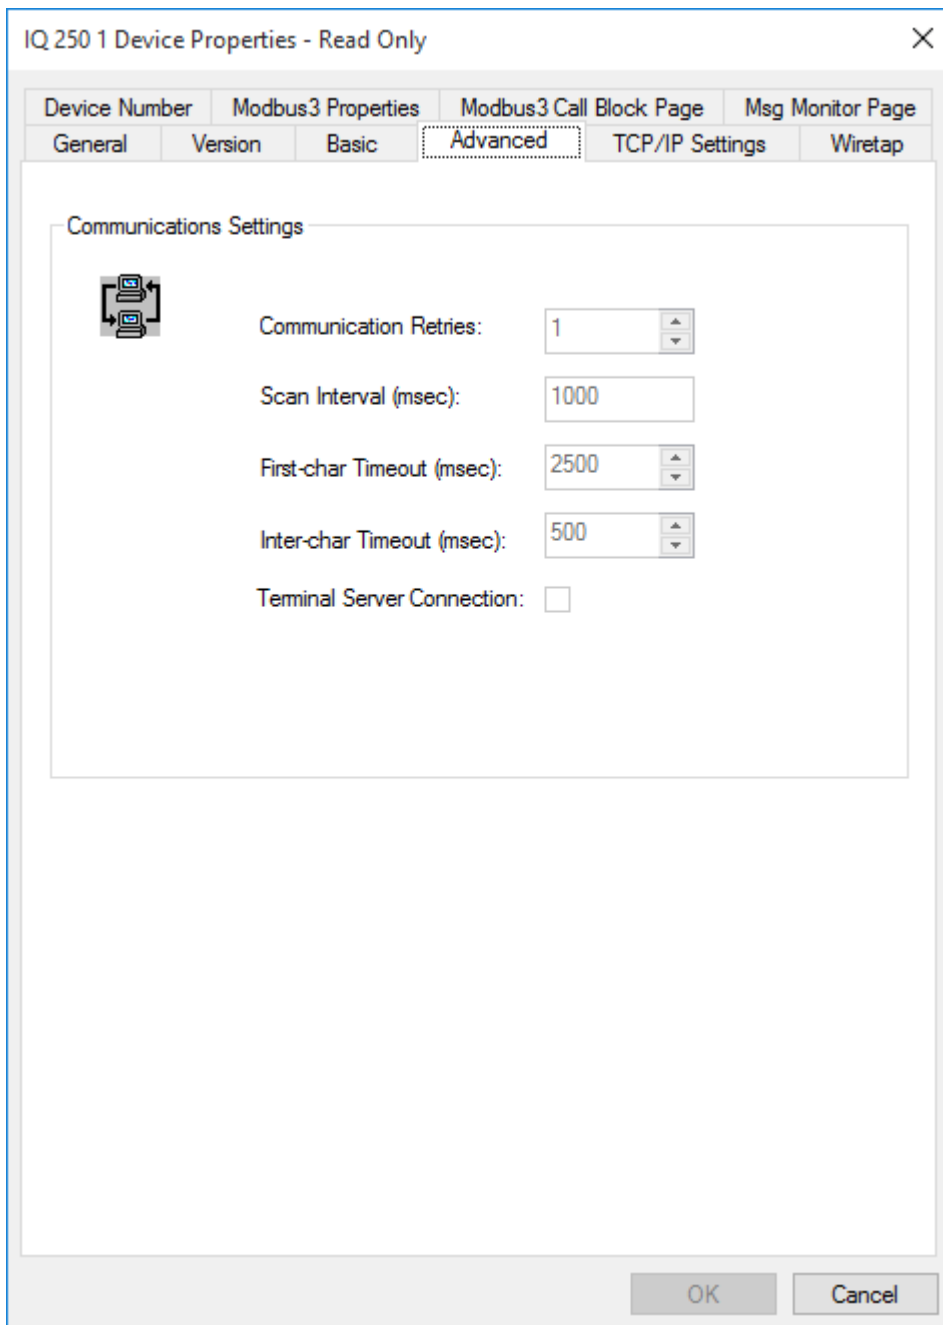 IQ 250 1 Device Properties - Read Only
Device Number Modbus3 Properties Modbus3 Call Block Page Msg Monitor Page
General Version Basic Advanced TCP/IP Settings Wiretap
Communications Settings
Communication Retries: 1
Scan Interval (msec): 1000
First-char Timeout (msec): 2500
Inter-char Timeout (msec): 500
Terminal Server Connection:
OK Cancel